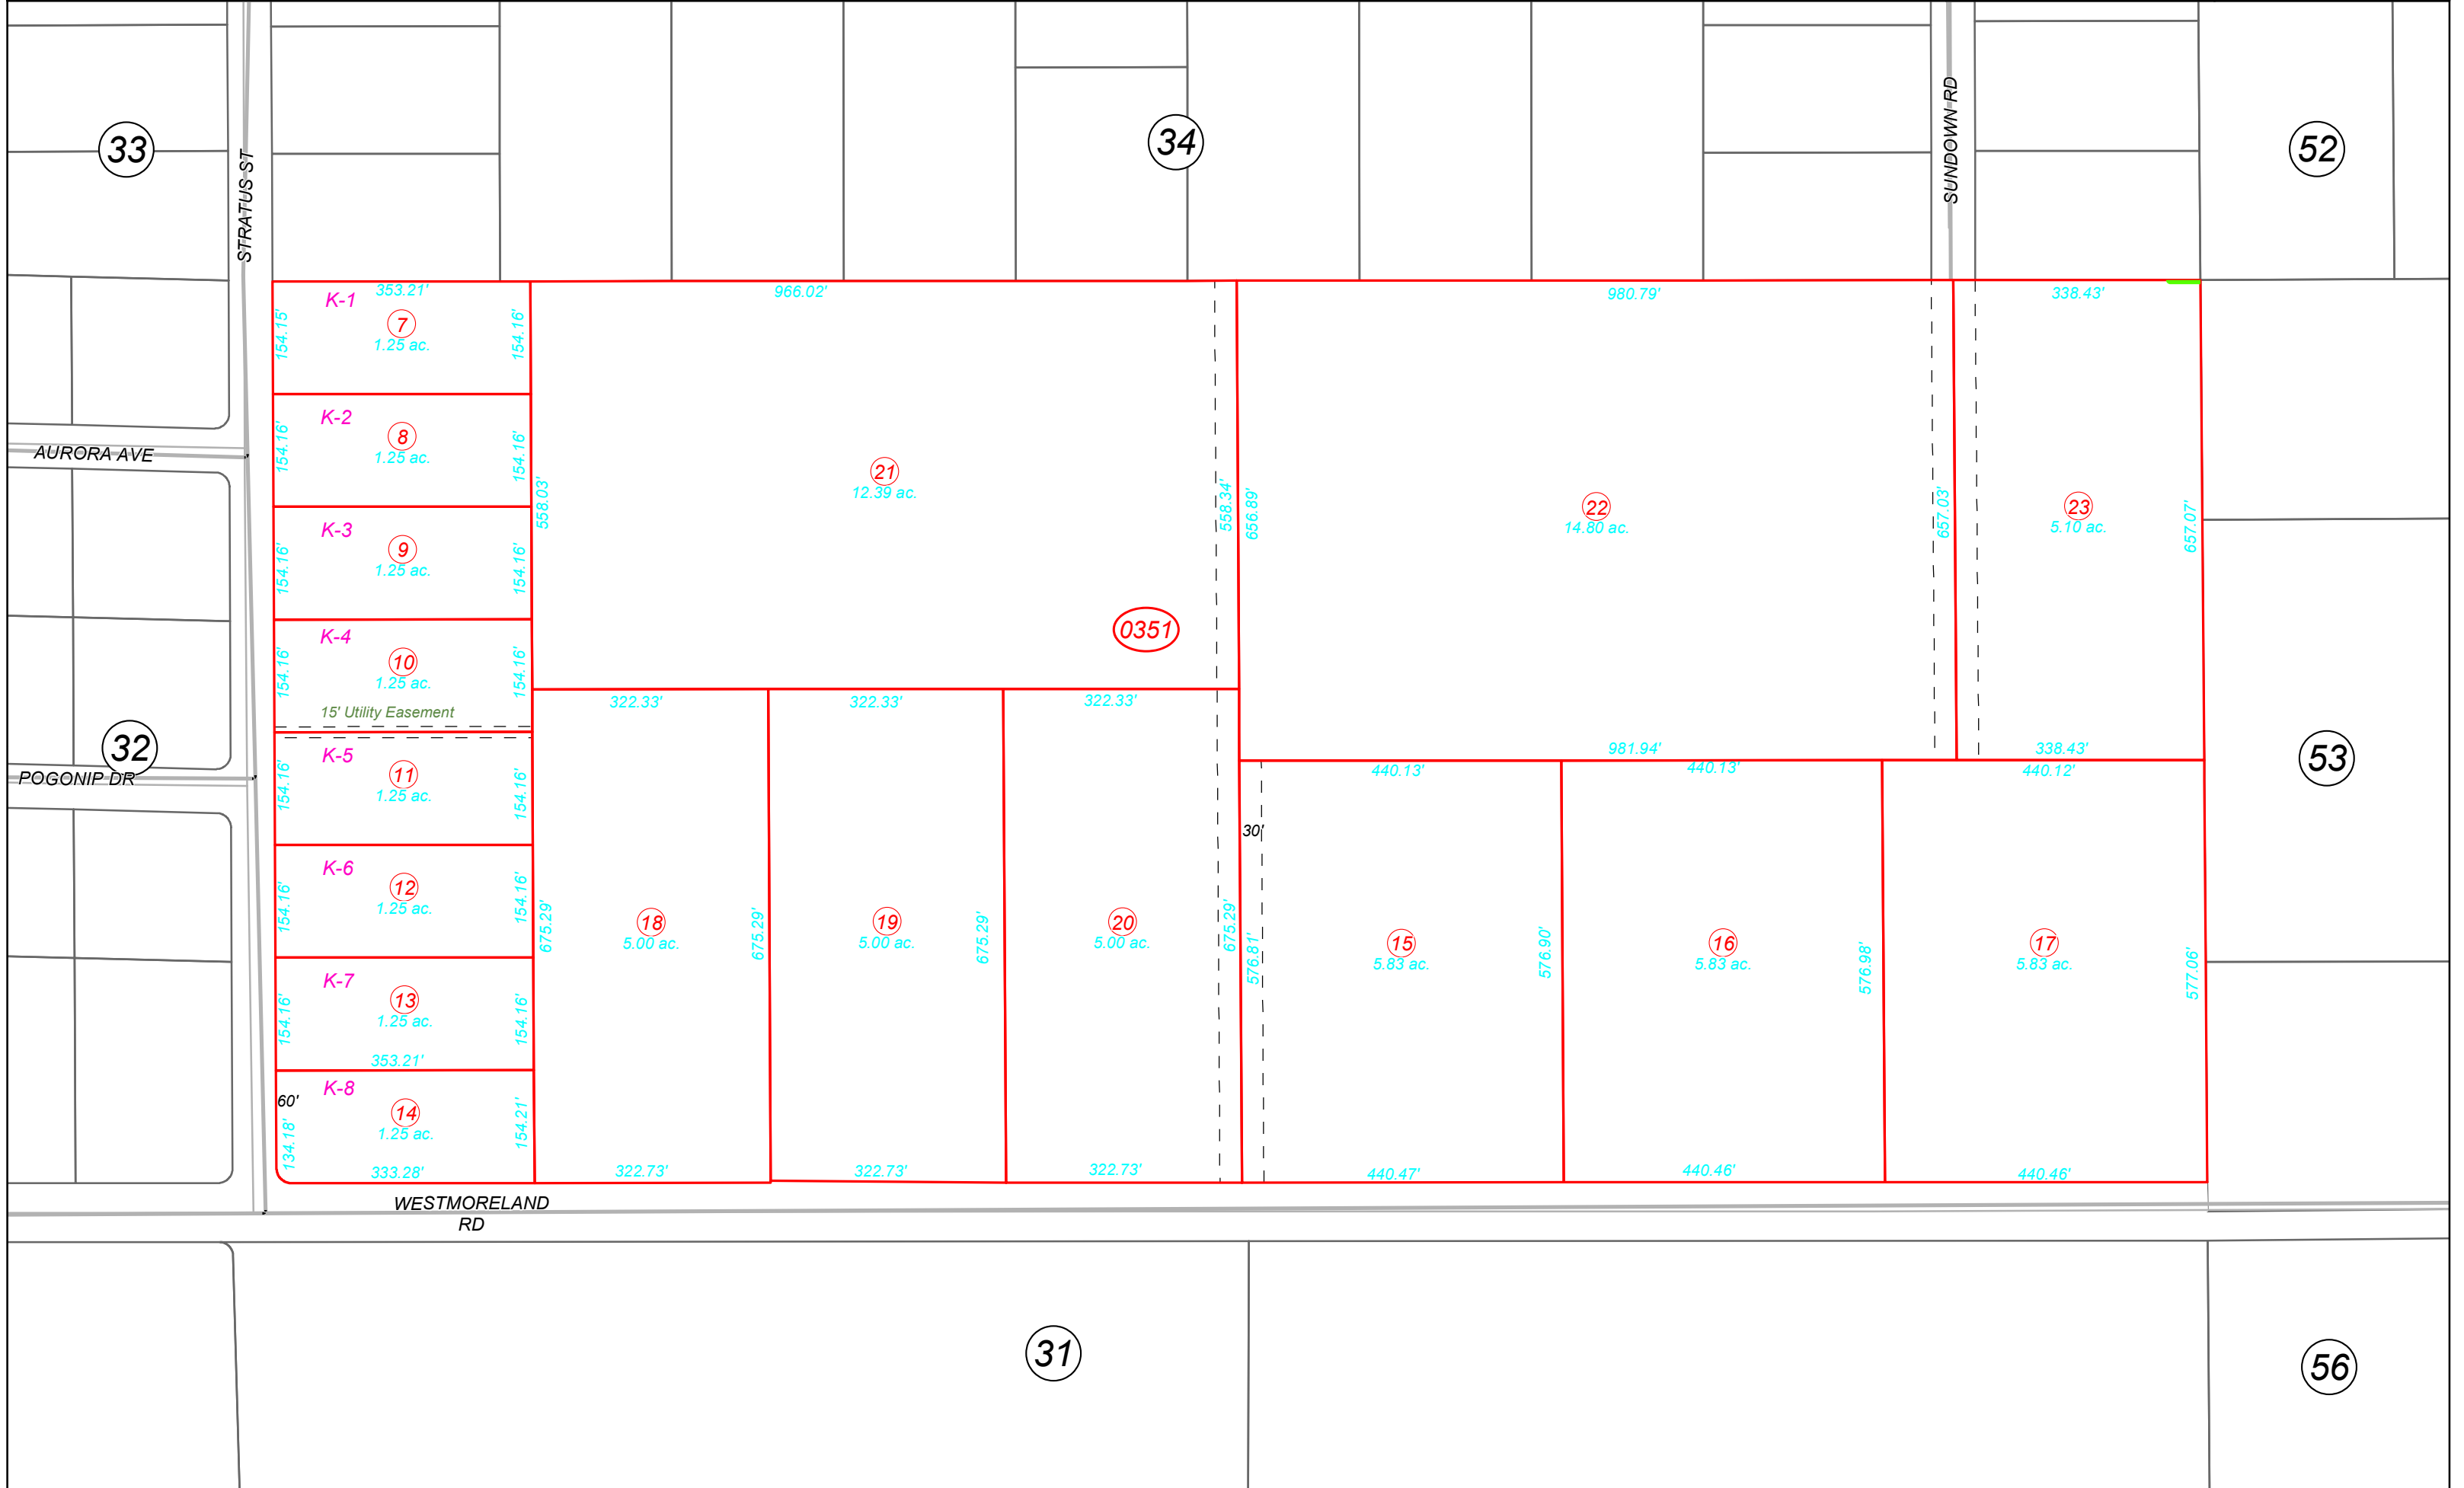 33
34
52
STRATUS ST
SUNDOWN RD
353.21'
966.02'
980.79'
338.43'
K-1
7
1.25 ac.
154.15'
154.16'
K-2
8
1.25 ac.
154.16'
154.16'
AURORA AVE
K-3
9
1.25 ac.
154.16'
154.16'
558.03'
21
12.39 ac.
558.34'
656.89'
22
14.80 ac.
657.03'
23
5.10 ac.
657.07'
0351
K-4
10
1.25 ac.
154.16'
154.16'
15' Utility Easement
322.33'
322.33'
322.33'
981.94'
338.43'
32
POGONIP DR
53
K-5
11
1.25 ac.
154.16'
154.16'
440.13'
440.13'
440.12'
30'
K-6
12
1.25 ac.
154.16'
154.16'
675.29'
18
5.00 ac.
675.29'
19
5.00 ac.
675.29'
20
5.00 ac.
675.29'
576.81'
15
5.83 ac.
576.90'
16
5.83 ac.
576.98'
17
5.83 ac.
577.06'
K-7
13
1.25 ac.
154.16'
154.16'
353.21'
K-8
60'
14
1.25 ac.
134.18'
154.21'
333.28'
322.73'
322.73'
322.73'
440.47'
440.46'
440.46'
WESTMORELAND
RD
31
56